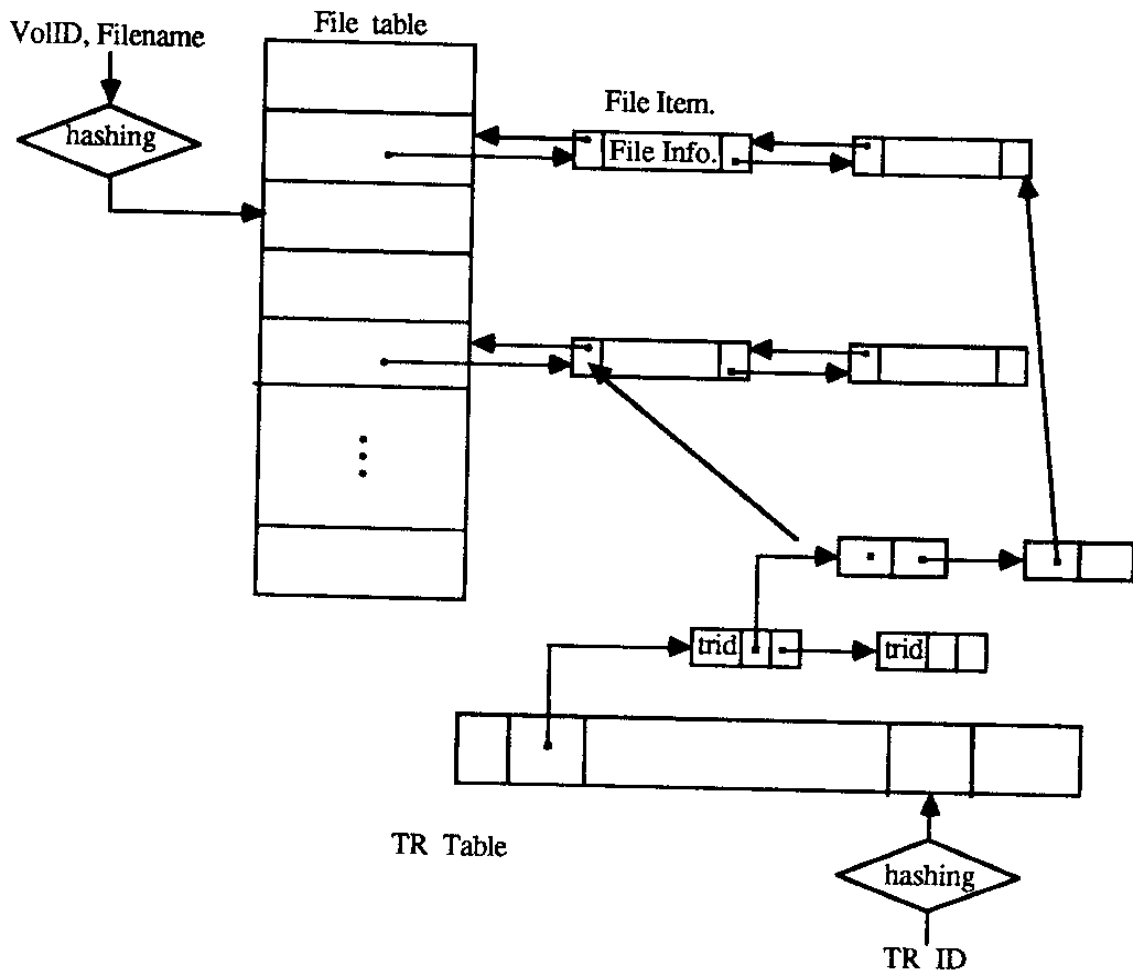 File table
VolID, Filename
hashing
File Item.
File Info.
trid
trid
TR Table
hashing
TR ID